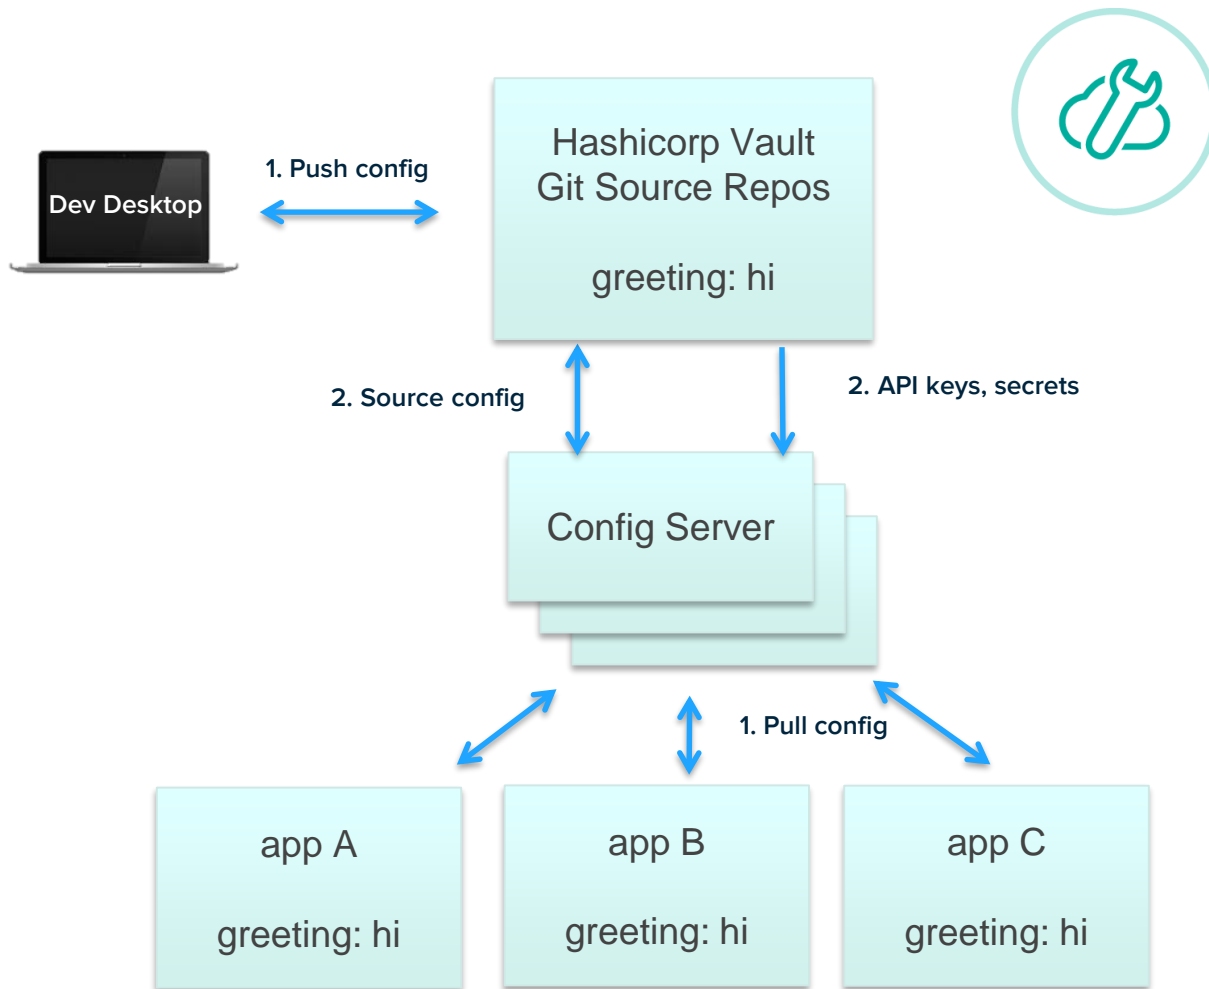 Hashicorp Vault
Git Source Repos
greeting: hi
1. Push config
Dev Desktop
2. Source config
2. API keys, secrets
Config Server
1. Pull config
app A
greeting: hi
app B
greeting: hi
app C
greeting: hi